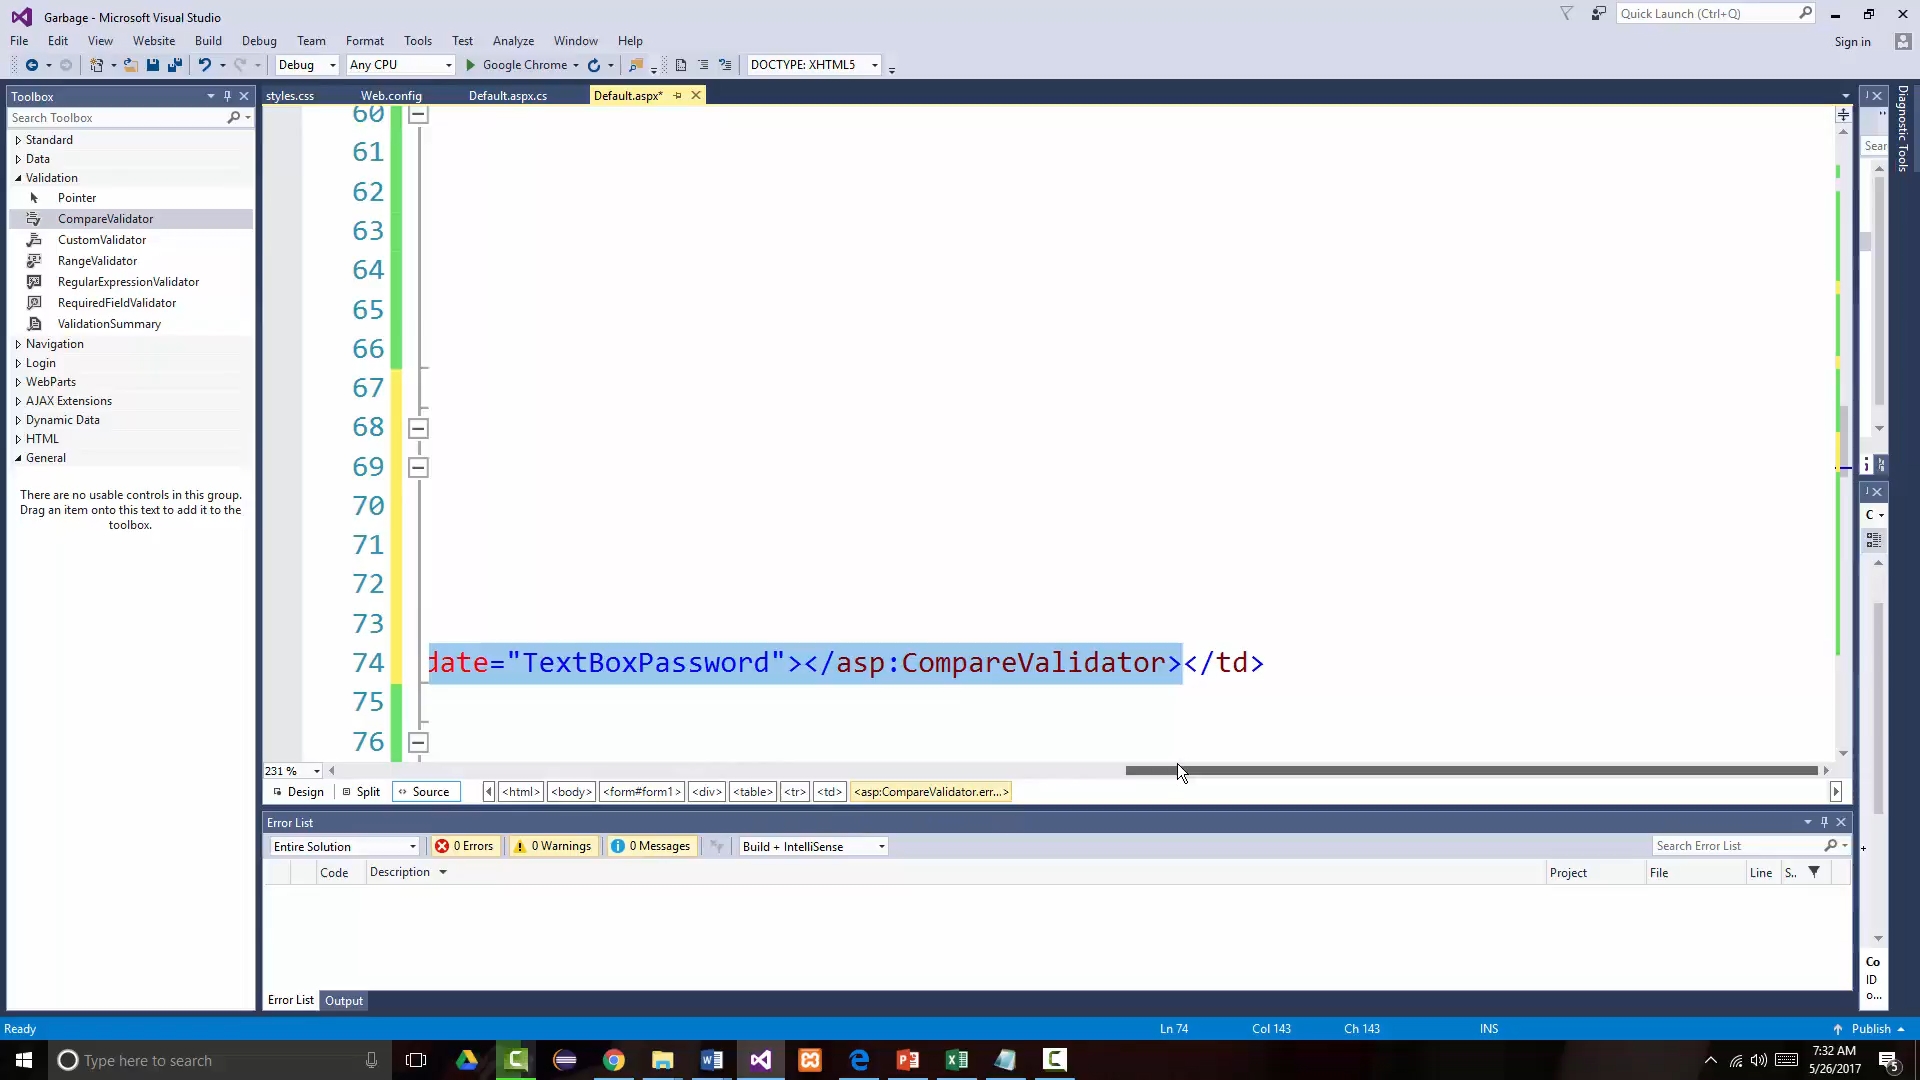 Garbage - Microsoft Visual Studio
Quick Launch (Ctrl+Q)
File Edit View Website Build Debug Team Format Tools Test Analyze Window Help
Sign in
Debug Any CPU Google Chrome DOCTYPE: XHTML5
Toolbox
styles.css Web.config Default.aspx.cs Default.aspx*
Search Toolbox
Standard
Data
Validation
Pointer
CompareValidator
CustomValidator
RangeValidator
RegularExpressionValidator
RequiredFieldValidator
ValidationSummary
Navigation
Login
WebParts
AJAX Extensions
Dynamic Data
HTML
General
There are no usable controls in this group.
Drag an item onto this text to add it to the
toolbox.
60
61
62
63
64
65
66
67
68
69
70
71
72
73
74 date="TextBoxPassword"></asp:CompareValidator></td>
75
76
231 %
Design Split Source <html> <body> <form#form1> <div> <table> <tr> <td> <asp:CompareValidator.err...>
Error List
Entire Solution 0 Errors 0 Warnings 0 Messages Build + IntelliSense Search Error List
Code Description Project File Line S..
Error List Output
Diagnostic Tools
Sear
C
Co
ID
o...
Ready Ln 74 Col 143 Ch 143 INS Publish
Type here to search
7:32 AM
5/26/2017
5